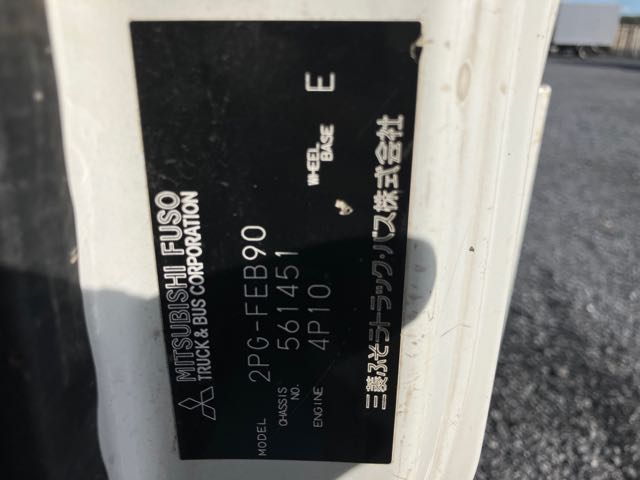 MITSUBISHI FUSO
TRUCK & BUS CORPORATION
MODEL 2PG-FEB90
CHASSIS NO. 561451
ENGINE 4P10 WHEEL BASE E
三菱ふそうトラック・バス株式会社